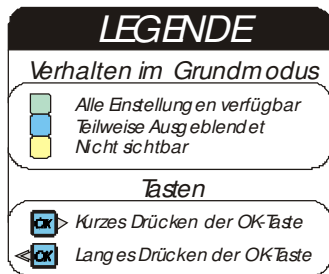 LEGENDE
Verhalten im Grundmodus
Alle Einstellungen verfügbar
Teilweise Ausgeblendet
Nicht sichtbar
Tasten
OK Kurzes Drücken der OK-Taste
OK Langes Drücken der OK-Taste